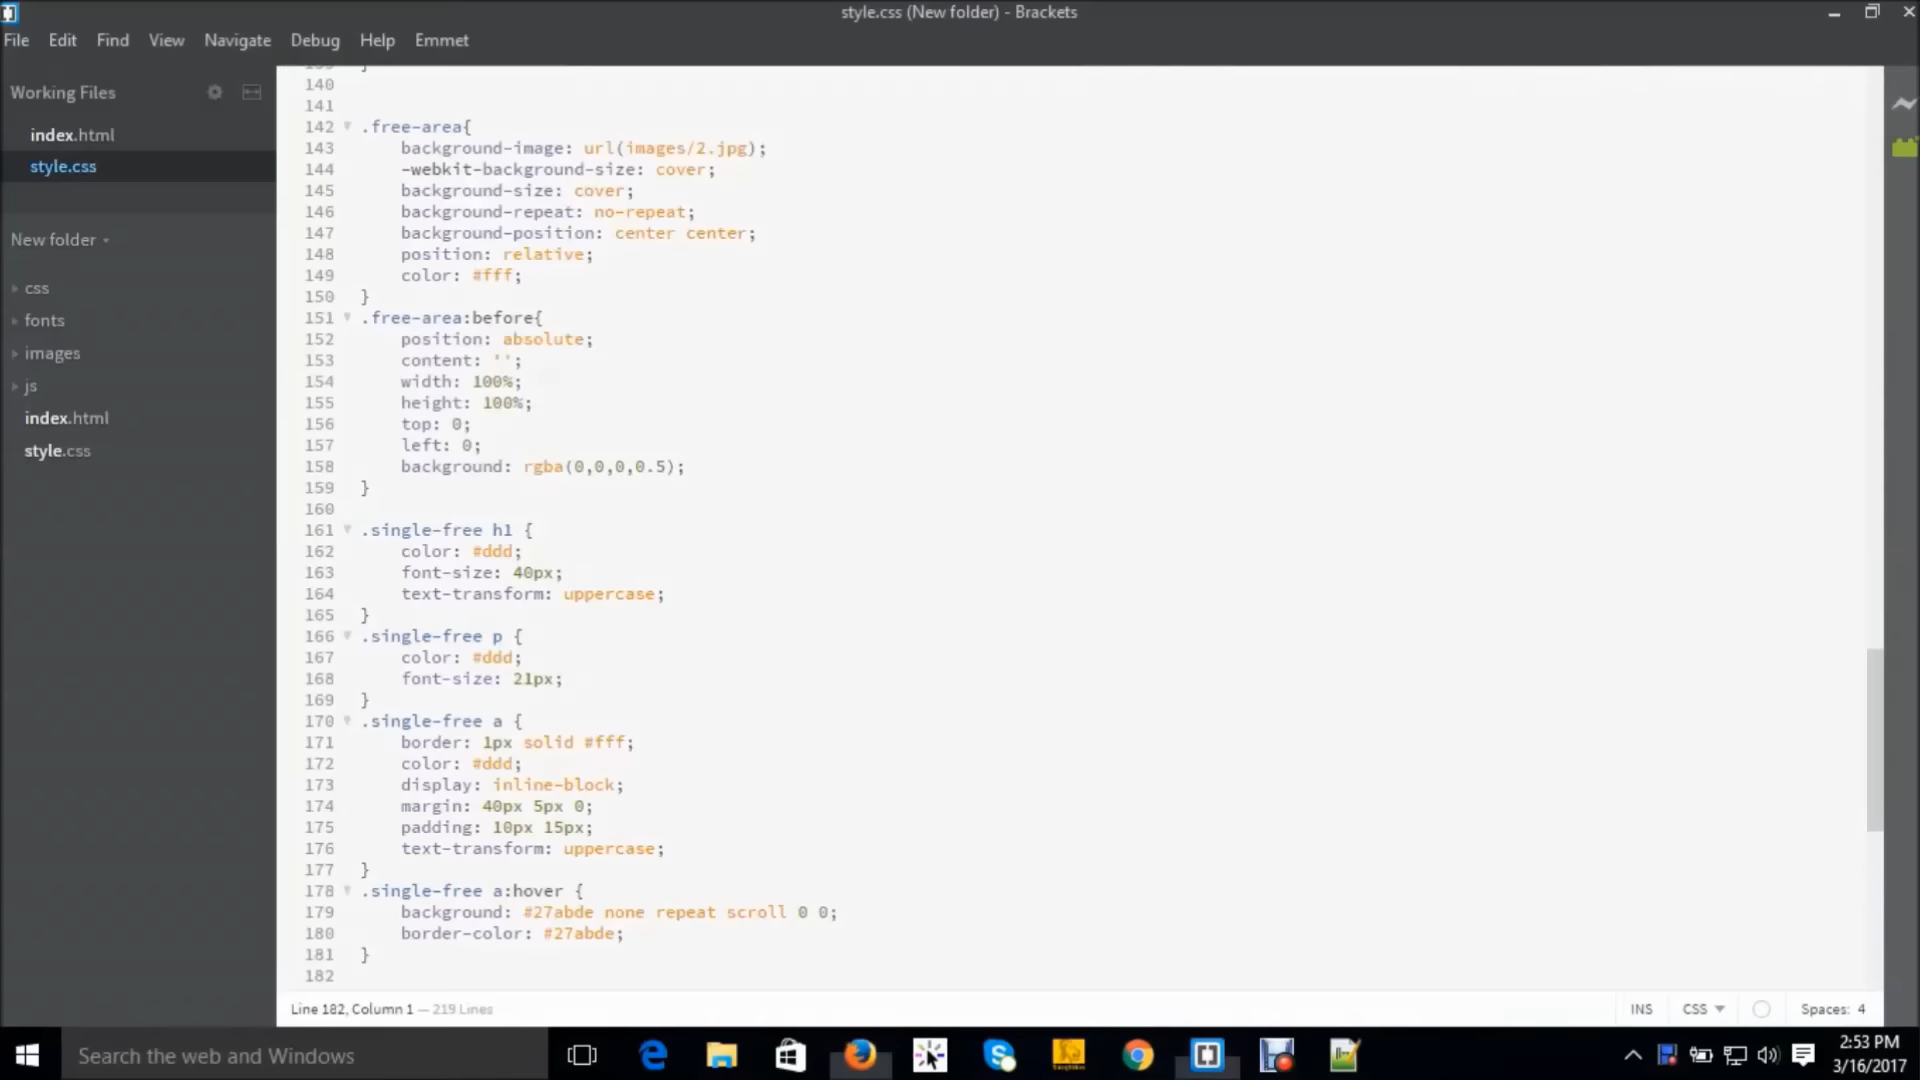 style.css (New folder) - Brackets
File Edit Find View Navigate Debug Help Emmet
Working Files
index.html
style.css
New folder
css
fonts
images
js
index.html
style.css
140
141
142 .free-area{
143 background-image: url(images/2.jpg);
144 -webkit-background-size: cover;
145 background-size: cover;
146 background-repeat: no-repeat;
147 background-position: center center;
148 position: relative;
149 color: #fff;
150 }
151 .free-area:before{
152 position: absolute;
153 content: '';
154 width: 100%;
155 height: 100%;
156 top: 0;
157 left: 0;
158 background: rgba(0,0,0,0.5);
159 }
160
161 .single-free h1 {
162 color: #ddd;
163 font-size: 40px;
164 text-transform: uppercase;
165 }
166 .single-free p {
167 color: #ddd;
168 font-size: 21px;
169 }
170 .single-free a {
171 border: 1px solid #fff;
172 color: #ddd;
173 display: inline-block;
174 margin: 40px 5px 0;
175 padding: 10px 15px;
176 text-transform: uppercase;
177 }
178 .single-free a:hover {
179 background: #27abde none repeat scroll 0 0;
180 border-color: #27abde;
181 }
182
Line 182, Column 1 — 219 Lines
INS CSS Spaces: 4
Search the web and Windows
2:53 PM
3/16/2017